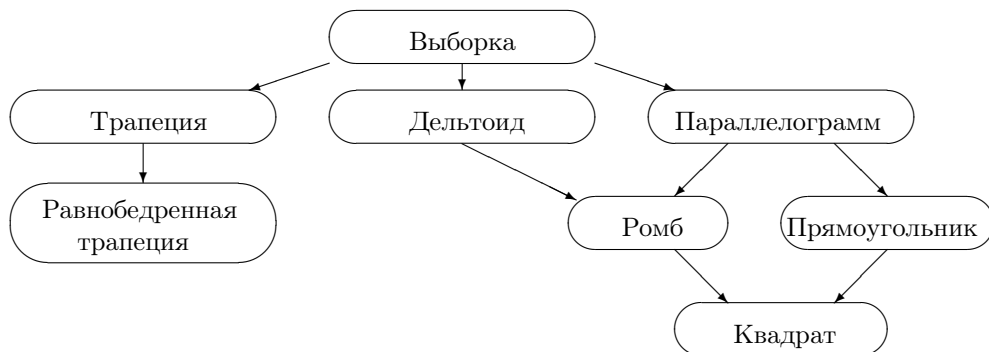 Выборка
Трапеция
Дельтоид
Параллелограмм
Равнобедренная
трапеция
Ромб
Прямоугольник
Квадрат